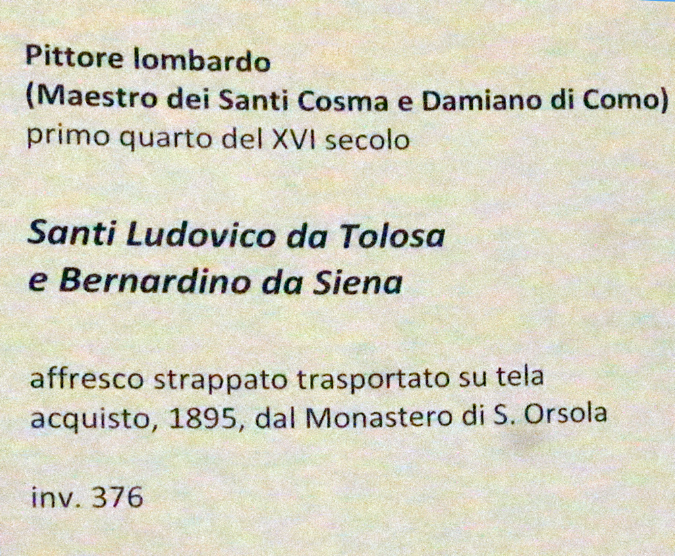 Pittore lombardo
(Maestro dei Santi Cosma e Damiano di Como)
primo quarto del XVI secolo
Santi Ludovico da Tolosa
e Bernardino da Siena
affresco strappato trasportato su tela
acquisto, 1895, dal Monastero di S. Orsola
inv. 376